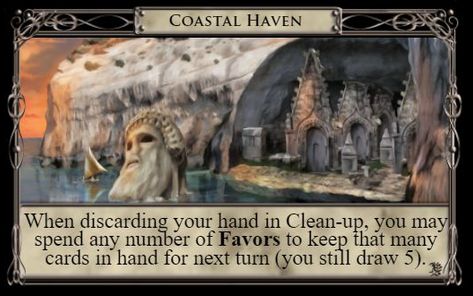 Coastal Haven
When discarding your hand in Clean-up, you may
spend any number of Favors to keep that many
cards in hand for next turn (you still draw 5).